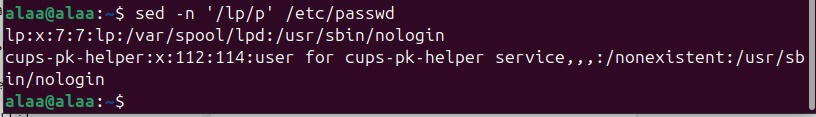 alaa@alaa:~$ sed -n '/lp/p' /etc/passwd
lp:x:7:7:lp:/var/spool/lpd:/usr/sbin/nologin
cups-pk-helper:x:112:114:user for cups-pk-helper service,,,:/nonexistent:/usr/sb
in/nologin
alaa@alaa:~$